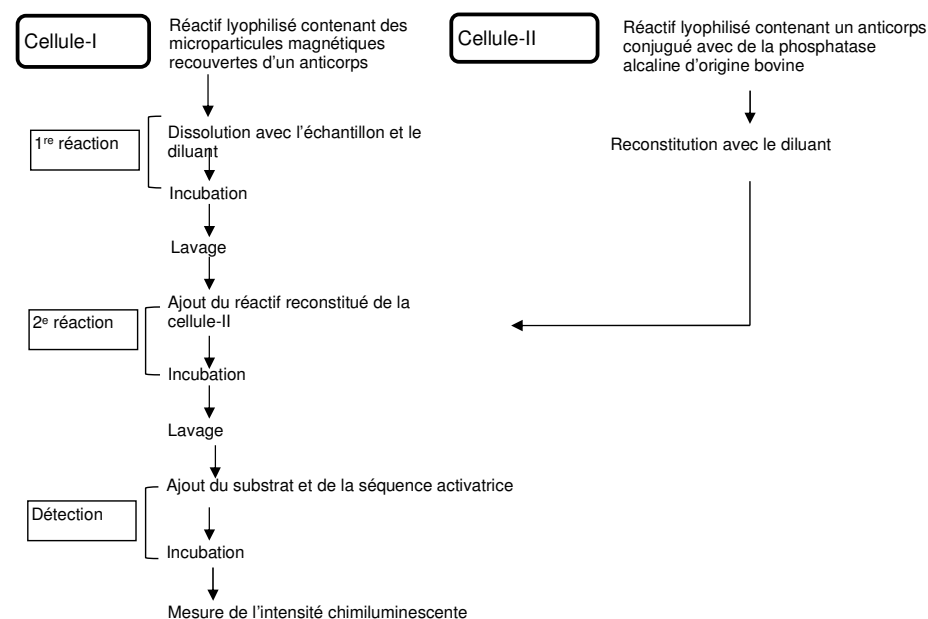 Cellule-I
Réactif lyophilisé contenant des
microparticules magnétiques
recouvertes d'un anticorps
Cellule-II
Réactif lyophilisé contenant un anticorps
conjugué avec de la phosphatase
alcaline d'origine bovine
1re réaction
Dissolution avec l'échantillon et le
diluant
Reconstitution avec le diluant
Incubation
Lavage
2e réaction
Ajout du réactif reconstitué de la
cellule-II
Incubation
Lavage
Ajout du substrat et de la séquence activatrice
Détection
Incubation
Mesure de l'intensité chimiluminescente